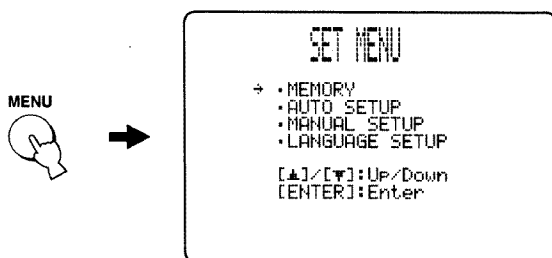 MENU
SET MENU
→ ・MEMORY
・AUTO SETUP
・MANUAL SETUP
・LANGUAGE SETUP
[▲]/[▼]:Up/Down
[ENTER]:Enter